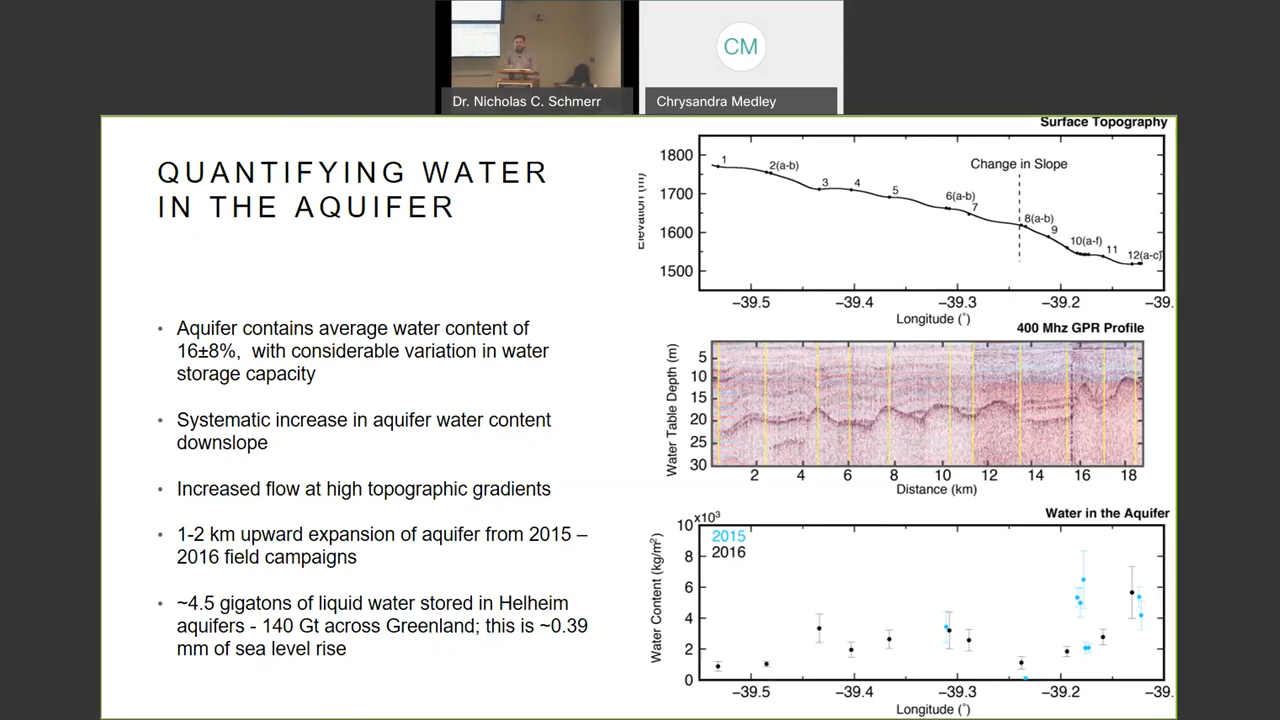 CM
Dr. Nicholas C. Schmerr
Chrysandra Medley
QUANTIFYING WATER
IN THE AQUIFER
• Aquifer contains average water content of
16±8%, with considerable variation in water
storage capacity
• Systematic increase in aquifer water content
downslope
• Increased flow at high topographic gradients
• 1-2 km upward expansion of aquifer from 2015 –
2016 field campaigns
• ~4.5 gigatons of liquid water stored in Helheim
aquifers - 140 Gt across Greenland; this is ~0.39
mm of sea level rise
Surface Topography
Elevation (m)
1800
1700
1600
1500
1
2(a-b)
3
4
5
6(a-b)
7
Change in Slope
8(a-b)
9
10(a-f)
11
12(a-c)
−39.5 −39.4 −39.3 −39.2 −39.
Longitude (°)
400 Mhz GPR Profile
Water Table Depth (m)
5
10
15
20
25
30
2 4 6 8 10 12 14 16 18
Distance (km)
Water in the Aquifer
x10³
Water Content (kg/m²)
10
8
6
4
2
0
2015
2016
−39.5 −39.4 −39.3 −39.2 −39.
Longitude (°)